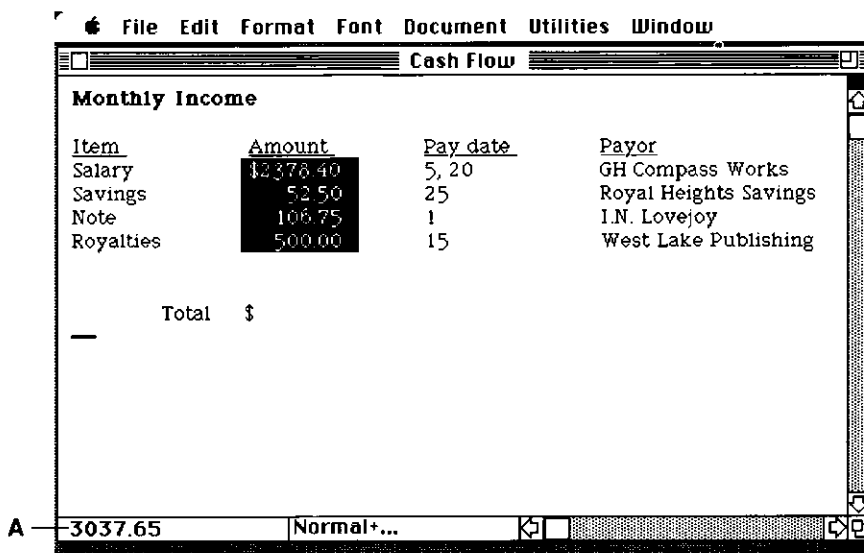 File Edit Format Font Document Utilities Window
Cash Flow
Monthly Income
Item Amount Pay date Payor
Salary $2378.40 5, 20 GH Compass Works
Savings 52.50 25 Royal Heights Savings
Note 106.75 1 I.N. Lovejoy
Royalties 500.00 15 West Lake Publishing
Total $
A 3037.65 Normal+...